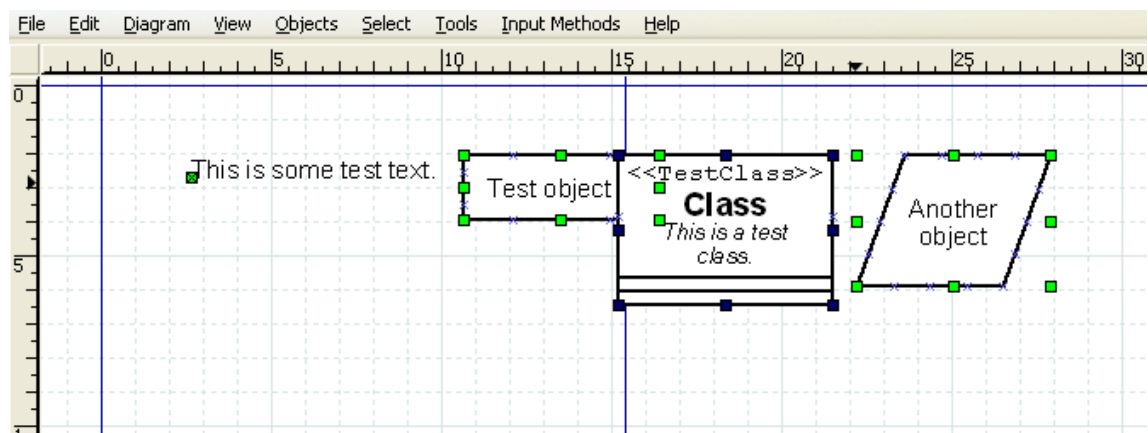 File Edit Diagram View Objects Select Tools Input Methods Help
0 5 10 15 20 25 30
0
This is some test text.
Test object
<<TestClass>>
Class
This is a test
class.
Another
object
5
1